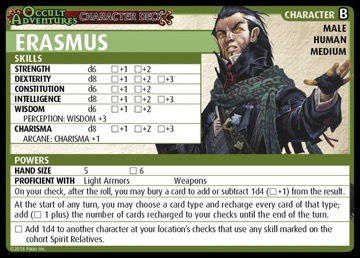 OCCULT ADVENTURES CHARACTER DECK
CHARACTER B
ERASMUS
MALE
HUMAN
MEDIUM
SKILLS
STRENGTH d6 ☐+1 ☐+2
DEXTERITY d8 ☐+1 ☐+2 ☐+3
CONSTITUTION d6 ☐+1 ☐+2
INTELLIGENCE d8 ☐+1 ☐+2 ☐+3
WISDOM d6 ☐+1 ☐+2
PERCEPTION: WISDOM +3
CHARISMA d8 ☐+1 ☐+2 ☐+3
ARCANE: CHARISMA +1
POWERS
HAND SIZE 5 ☐ 6
PROFICIENT WITH Light Armors Weapons
On your check, after the roll, you may bury a card to add or subtract 1d4 (☐+1) from the result.
At the start of any turn, you may choose a card type and recharge every card of that type;
add (☐ 1 plus) the number of cards recharged to your checks until the end of the turn.
☐ Add 1d4 to another character at your location's checks that use any skill marked on the
cohort Spirit Relatives.
©2016 Paizo Inc.